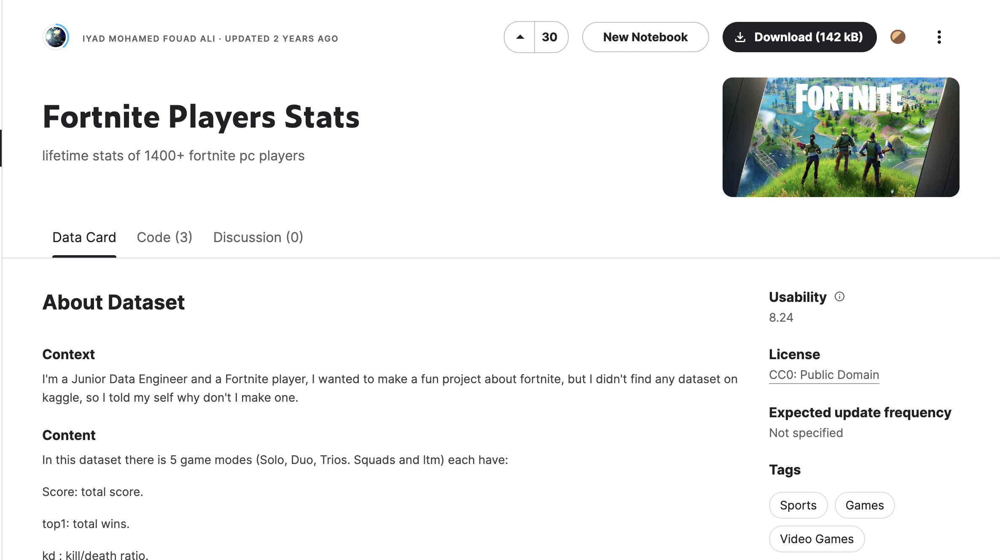 IYAD MOHAMED FOUAD ALI · UPDATED 2 YEARS AGO
30
New Notebook
Download (142 kB)
Fortnite Players Stats
lifetime stats of 1400+ fortnite pc players
FORTNITE
Data Card
Code (3)
Discussion (0)
About Dataset
Context
I'm a Junior Data Engineer and a Fortnite player, I wanted to make a fun project about fortnite, but I didn't find any dataset on
kaggle, so I told my self why don't I make one.
Content
In this dataset there is 5 game modes (Solo, Duo, Trios. Squads and ltm) each have:
Score: total score.
top1: total wins.
kd : kill/death ratio.
Usability
8.24
License
CC0: Public Domain
Expected update frequency
Not specified
Tags
Sports
Games
Video Games